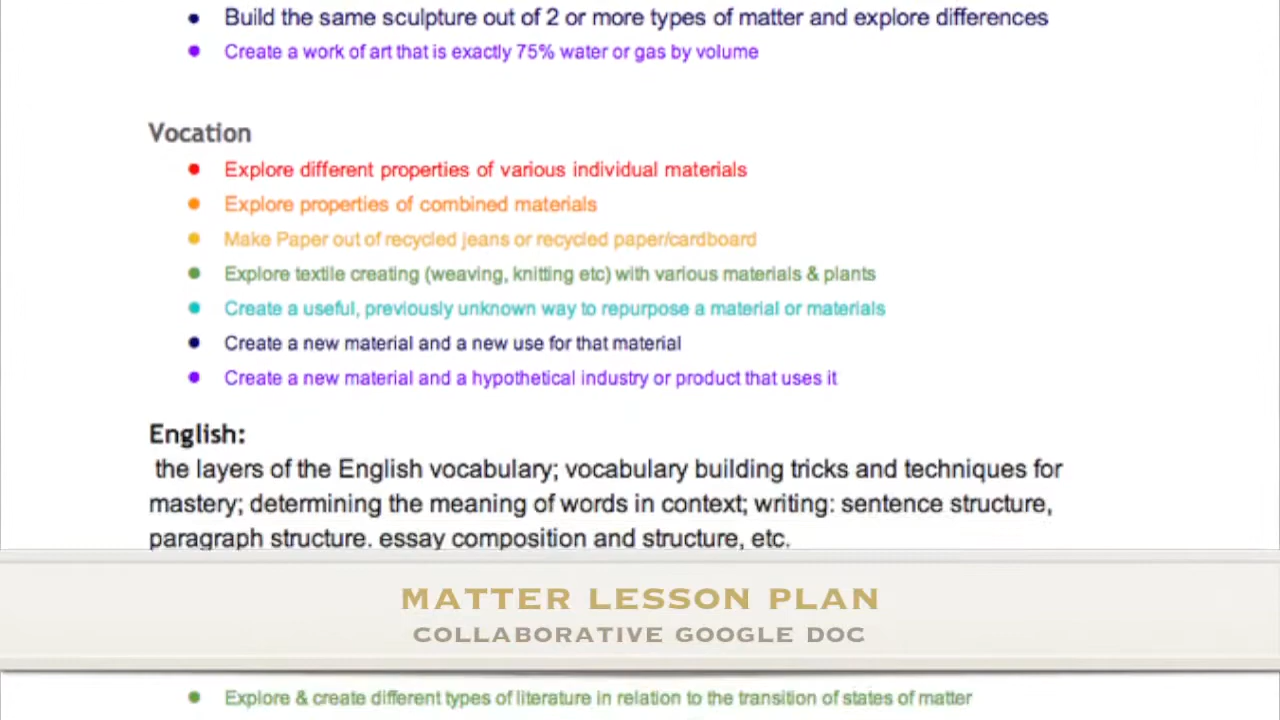 Build the same sculpture out of 2 or more types of matter and explore differences
Create a work of art that is exactly 75% water or gas by volume
Vocation
Explore different properties of various individual materials
Explore properties of combined materials
Make Paper out of recycled jeans or recycled paper/cardboard
Explore textile creating (weaving, knitting etc) with various materials & plants
Create a useful, previously unknown way to repurpose a material or materials
Create a new material and a new use for that material
Create a new material and a hypothetical industry or product that uses it
English:
the layers of the English vocabulary; vocabulary building tricks and techniques for
mastery; determining the meaning of words in context; writing: sentence structure,
paragraph structure. essay composition and structure, etc.
MATTER LESSON PLAN
COLLABORATIVE GOOGLE DOC
Explore & create different types of literature in relation to the transition of states of matter